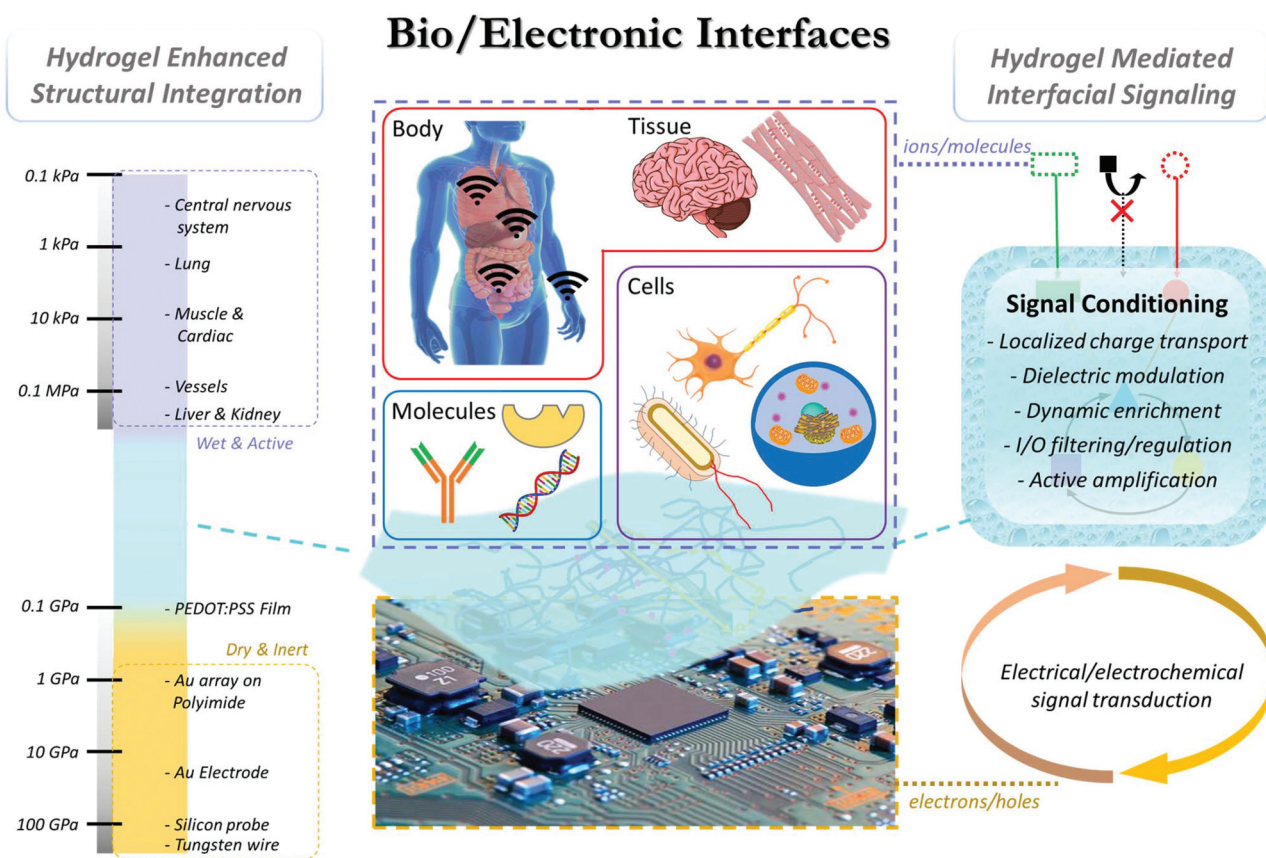 Bio/Electronic Interfaces
Hydrogel Enhanced
Structural Integration
0.1 kPa
1 kPa
10 kPa
0.1 MPa
- Central nervous
system
- Lung
- Muscle &
Cardiac
- Vessels
- Liver & Kidney
Wet & Active
0.1 GPa
1 GPa
10 GPa
100 GPa
- PEDOT:PSS Film
Dry & Inert
- Au array on
Polyimide
- Au Electrode
- Silicon probe
- Tungsten wire
Body
Tissue
Cells
Molecules
100
Z1
220
220
Hydrogel Mediated
Interfacial Signaling
ions/molecules
Signal Conditioning
- Localized charge transport
- Dielectric modulation
- Dynamic enrichment
- I/O filtering/regulation
- Active amplification
Electrical/electrochemical
signal transduction
electrons/holes